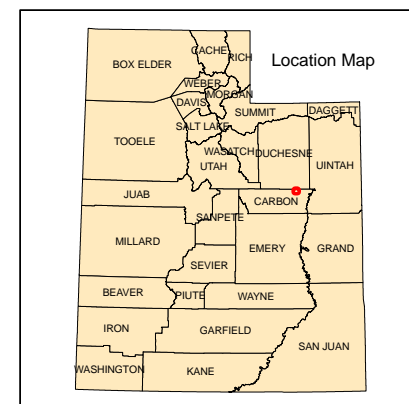 Location Map
CACHE
RICH
BOX ELDER
WEBER
MORGAN
DAVIS
SUMMIT
DAGGETT
SALT LAKE
TOOELE
WASATCH
DUCHESNE
UINTAH
UTAH
JUAB
CARBON
SANPETE
MILLARD
EMERY
GRAND
SEVIER
BEAVER
PIUTE
WAYNE
IRON
GARFIELD
SAN JUAN
WASHINGTON
KANE